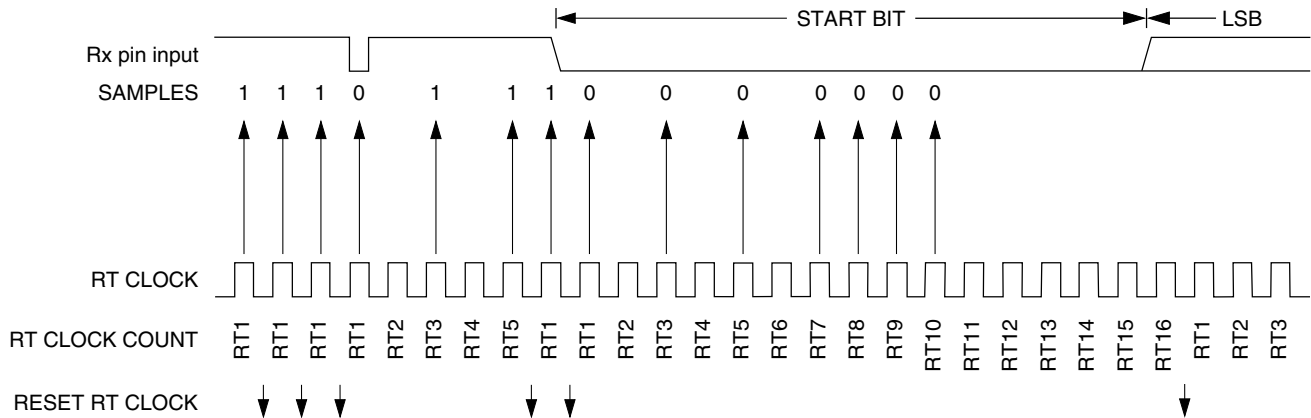 START BIT LSB
Rx pin input
SAMPLES 1 1 1 0 1 1 1 0 0 0 0 0 0 0
RT CLOCK
RT CLOCK COUNT RT1 RT1 RT1 RT1 RT2 RT3 RT4 RT5 RT1 RT1 RT2 RT3 RT4 RT5 RT6 RT7 RT8 RT9 RT10 RT11 RT12 RT13 RT14 RT15 RT16 RT1 RT2 RT3
RESET RT CLOCK